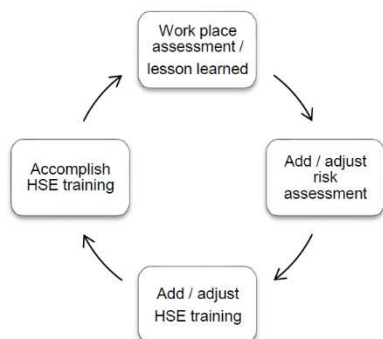 Work place
assessment /
lesson learned
Add / adjust
risk
assessment
Add / adjust
HSE training
Accomplish
HSE training